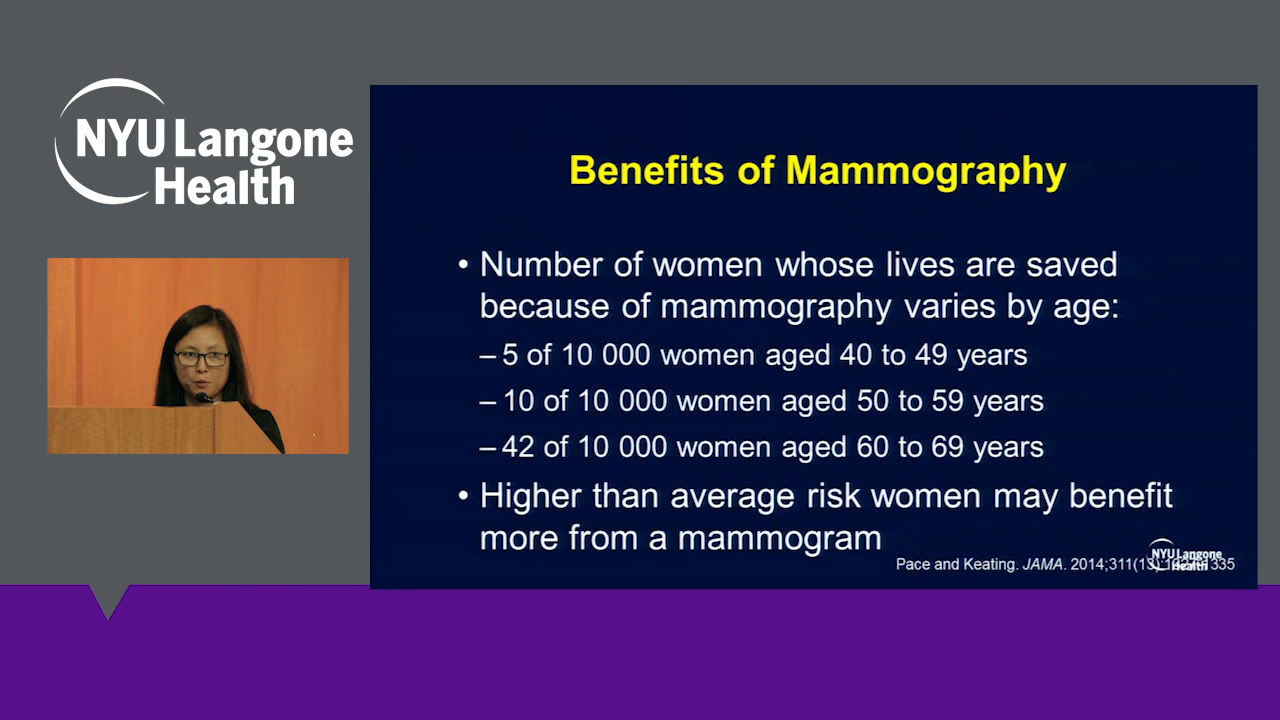 NYU Langone
Health
Benefits of Mammography
• Number of women whose lives are saved
because of mammography varies by age:
– 5 of 10 000 women aged 40 to 49 years
– 10 of 10 000 women aged 50 to 59 years
– 42 of 10 000 women aged 60 to 69 years
• Higher than average risk women may benefit
more from a mammogram
NYU Langone
Health
Pace and Keating. JAMA. 2014;311(13)